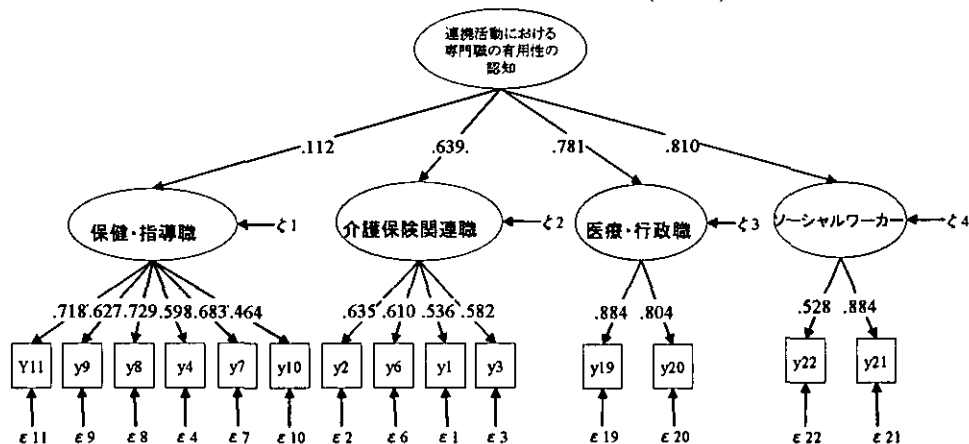 連携活動における
専門職の有用性の
認知
.112 .639. .781 .810
保健・指導職 ζ1 介護保険関連職 ζ2 医療・行政職 ζ3 ソーシャルワーカー ζ4
.718 .627 .729 .598 .683 .464 .635 .610 .536 .582 .884 .804 .528 .884
Y11 y9 y8 y4 y7 y10 y2 y6 y1 y3 y19 y20 y22 y21
ε11 ε9 ε8 ε4 ε7 ε10 ε2 ε6 ε1 ε3 ε19 ε20 ε22 ε21